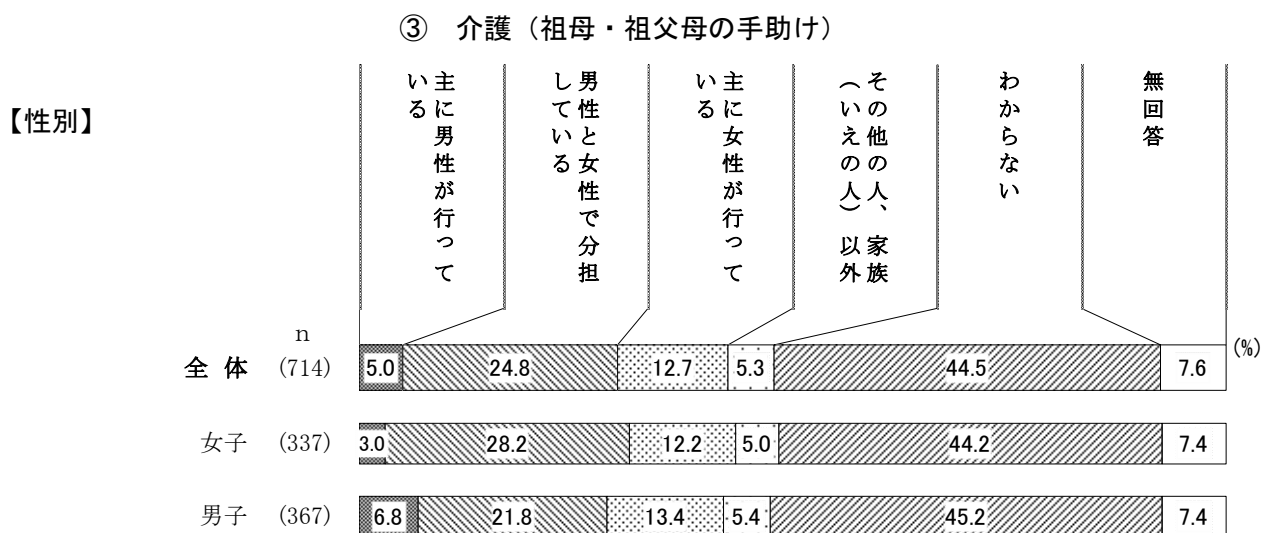 ③ 介護（祖母・祖父母の手助け）
【性別】
主に男性が行って
いる
男性と女性で分担
している
主に女性が行って
いる
その他の人、家族
（いえの人）以外
わからない
無回答
n
(%)
全体 (714) 5.0 24.8 12.7 5.3 44.5 7.6
女子 (337) 3.0 28.2 12.2 5.0 44.2 7.4
男子 (367) 6.8 21.8 13.4 5.4 45.2 7.4